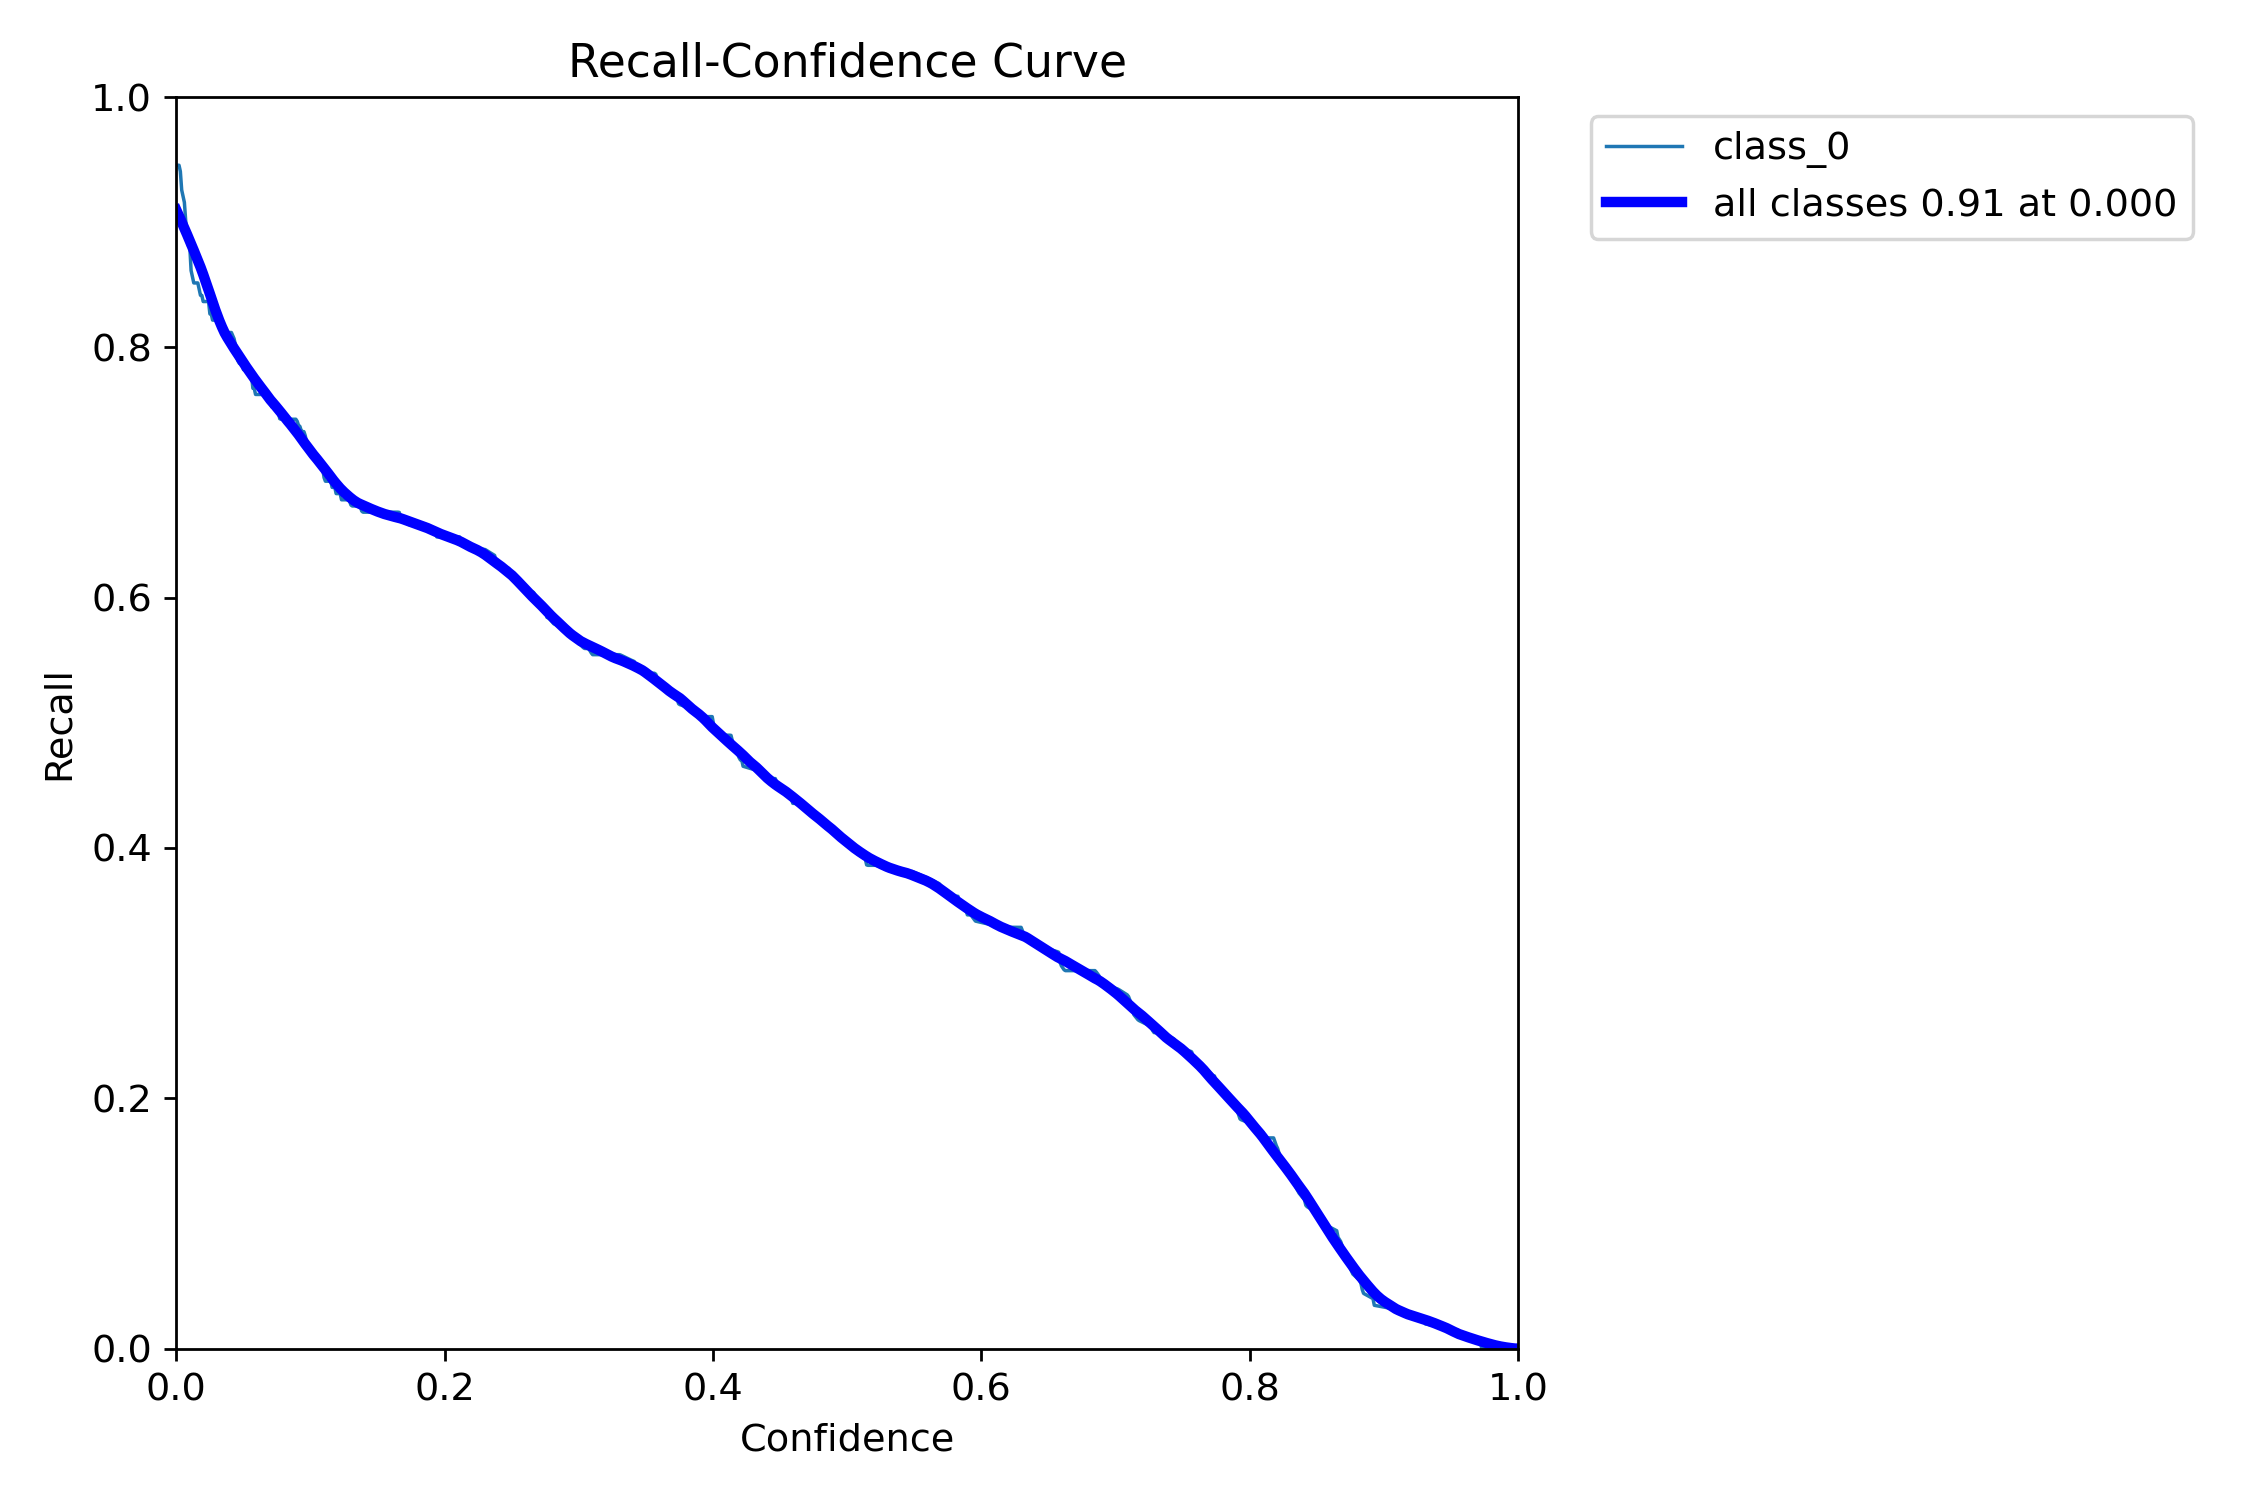 Recall-Confidence Curve
1.0
0.8
0.6
0.4
0.2
0.0
Recall
0.0 0.2 0.4 0.6 0.8 1.0
Confidence
class_0
all classes 0.91 at 0.000